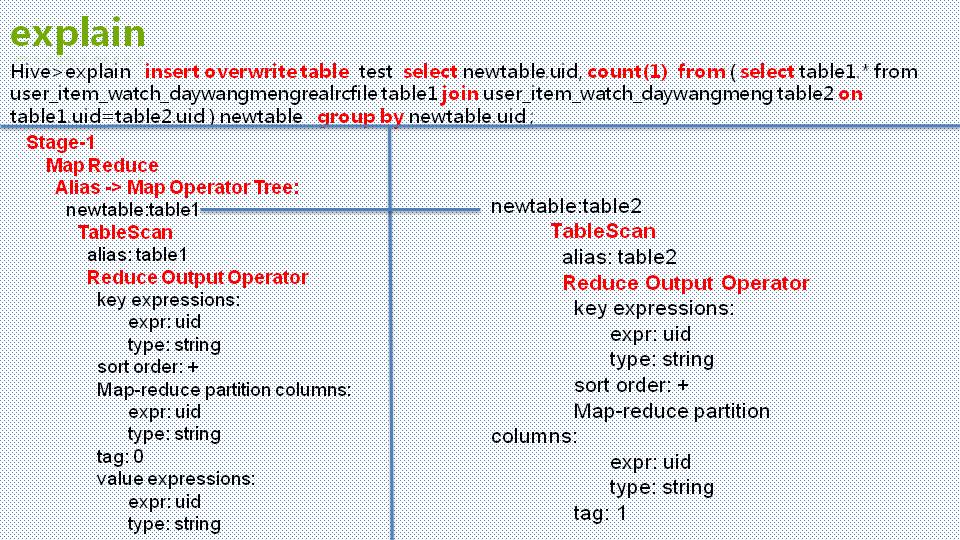 explain
Hive>explain insert overwrite table test select newtable.uid, count(1) from ( select table1.* from
user_item_watch_daywangmengrealrcfile table1 join user_item_watch_daywangmeng table2 on
table1.uid=table2.uid ) newtable group by newtable.uid ;
Stage-1
Map Reduce
Alias -> Map Operator Tree:
newtable:table1
TableScan
alias: table1
Reduce Output Operator
key expressions:
expr: uid
type: string
sort order: +
Map-reduce partition columns:
expr: uid
type: string
tag: 0
value expressions:
expr: uid
type: string
newtable:table2
TableScan
alias: table2
Reduce Output Operator
key expressions:
expr: uid
type: string
sort order: +
Map-reduce partition
columns:
expr: uid
type: string
tag: 1